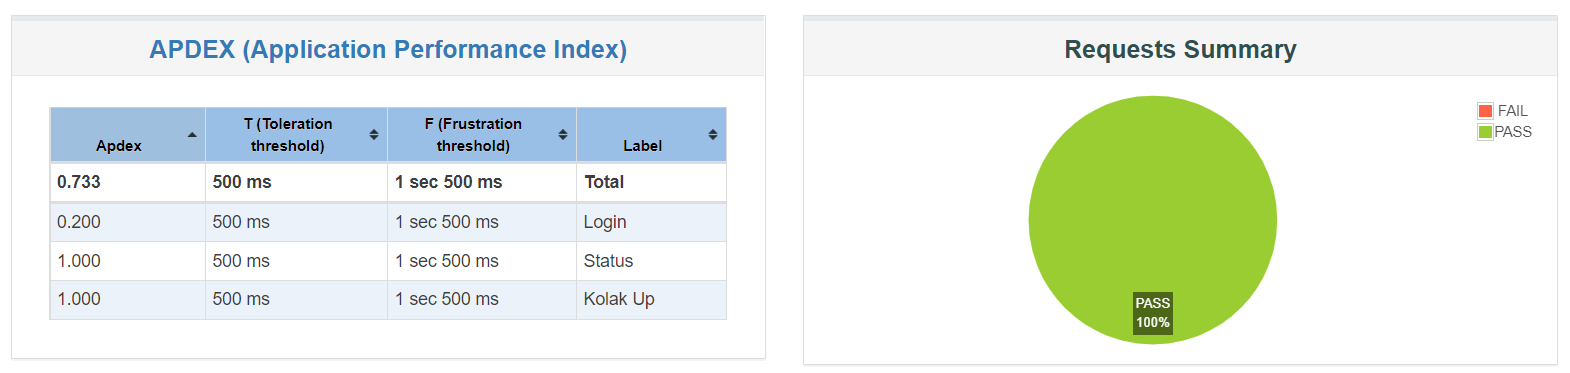 APDEX (Application Performance Index)
Apdex T (Toleration threshold) F (Frustration threshold) Label
0.733 500 ms 1 sec 500 ms Total
0.200 500 ms 1 sec 500 ms Login
1.000 500 ms 1 sec 500 ms Status
1.000 500 ms 1 sec 500 ms Kolak Up
Requests Summary
FAIL
PASS
PASS
100%